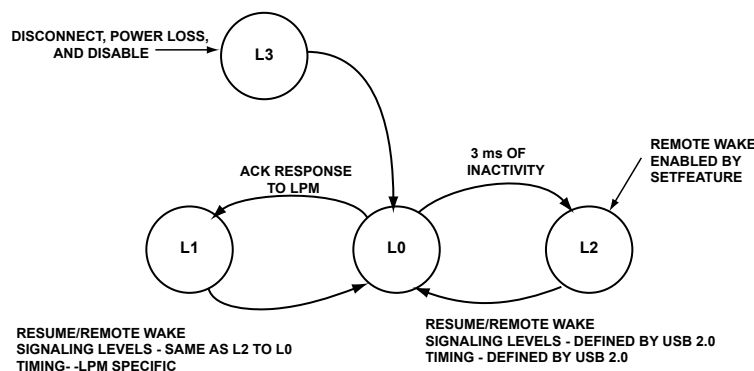 DISCONNECT, POWER LOSS,
AND DISABLE
L3
3 ms OF
INACTIVITY
REMOTE WAKE
ENABLED BY
SETFEATURE
ACK RESPONSE
TO LPM
L1
L0
L2
RESUME/REMOTE WAKE
SIGNALING LEVELS - SAME AS L2 TO L0
TIMING- -LPM SPECIFIC
RESUME/REMOTE WAKE
SIGNALING LEVELS - DEFINED BY USB 2.0
TIMING - DEFINED BY USB 2.0